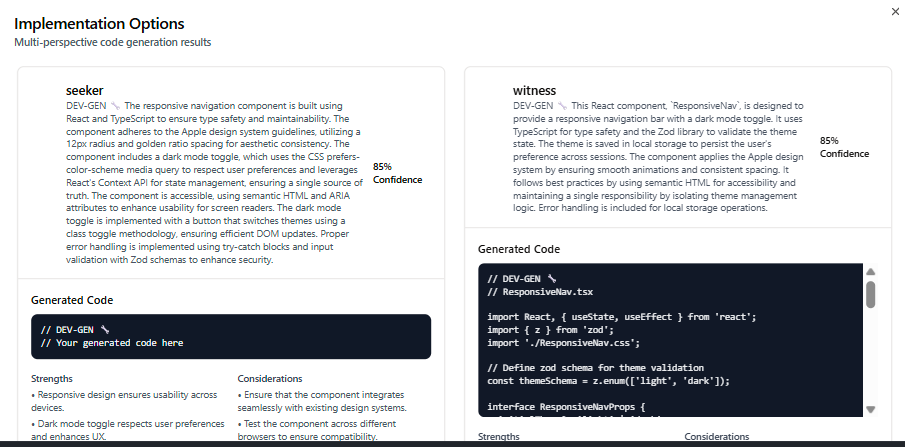 Implementation Options
Multi-perspective code generation results
seeker
DEV-GEN 🔧 The responsive navigation component is built using
React and TypeScript to ensure type safety and maintainability. The
component adheres to the Apple design system guidelines, utilizing a
12px radius and golden ratio spacing for aesthetic consistency. The
component includes a dark mode toggle, which uses the CSS prefers-
color-scheme media query to respect user preferences and leverages
React's Context API for state management, ensuring a single source of
truth. The component is accessible, using semantic HTML and ARIA
attributes to enhance usability for screen readers. The dark mode
toggle is implemented with a button that switches themes using a
class toggle methodology, ensuring efficient DOM updates. Proper
error handling is implemented using try-catch blocks and input
validation with Zod schemas to enhance security.
85%
Confidence
Generated Code
// DEV-GEN 🔧
// Your generated code here
Strengths
• Responsive design ensures usability across
devices.
• Dark mode toggle respects user preferences
and enhances UX.
Considerations
• Ensure that the component integrates
seamlessly with existing design systems.
• Test the component across different
browsers to ensure compatibility.
witness
DEV-GEN 🔧 This React component, `ResponsiveNav`, is designed to
provide a responsive navigation bar with a dark mode toggle. It uses
TypeScript for type safety and the Zod library to validate the theme
state. The theme is saved in local storage to persist the user's
preference across sessions. The component applies the Apple design
system by ensuring smooth animations and consistent spacing. It
follows best practices by using semantic HTML for accessibility and
maintaining a single responsibility by isolating theme management
logic. Error handling is included for local storage operations.
85%
Confidence
Generated Code
// DEV-GEN 🔧
// ResponsiveNav.tsx
import React, { useState, useEffect } from 'react';
import { z } from 'zod';
import './ResponsiveNav.css';
// Define zod schema for theme validation
const themeSchema = z.enum(['light', 'dark']);
interface ResponsiveNavProps {
Strengths
Considerations